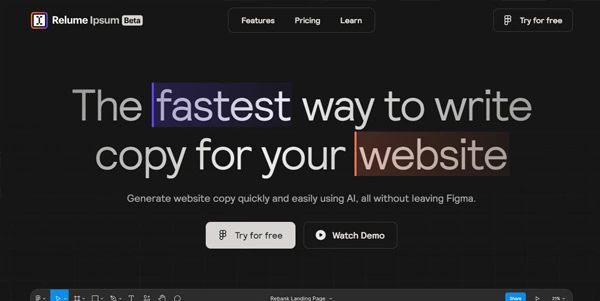 Relume Ipsum Beta
Features Pricing Learn
Try for free
The fastest way to write
copy for your website
Generate website copy quickly and easily using AI, all without leaving Figma.
Try for free
Watch Demo
T
Rebank Landing Page
Share
21%